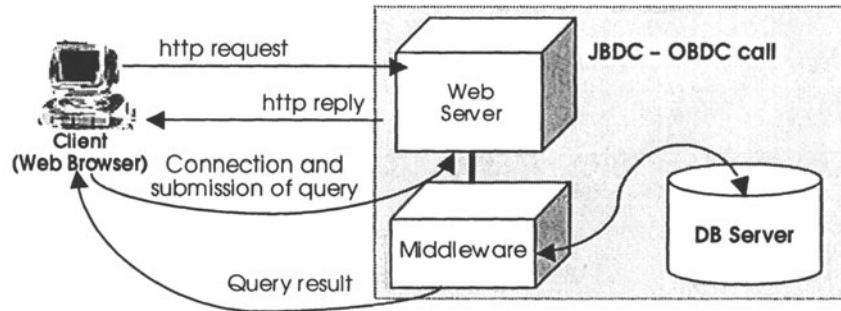 http request
JBDC – OBDC call
Web
Server
http reply
Client
(Web Browser)
Connection and
submission of query
Middleware
DB Server
Query result